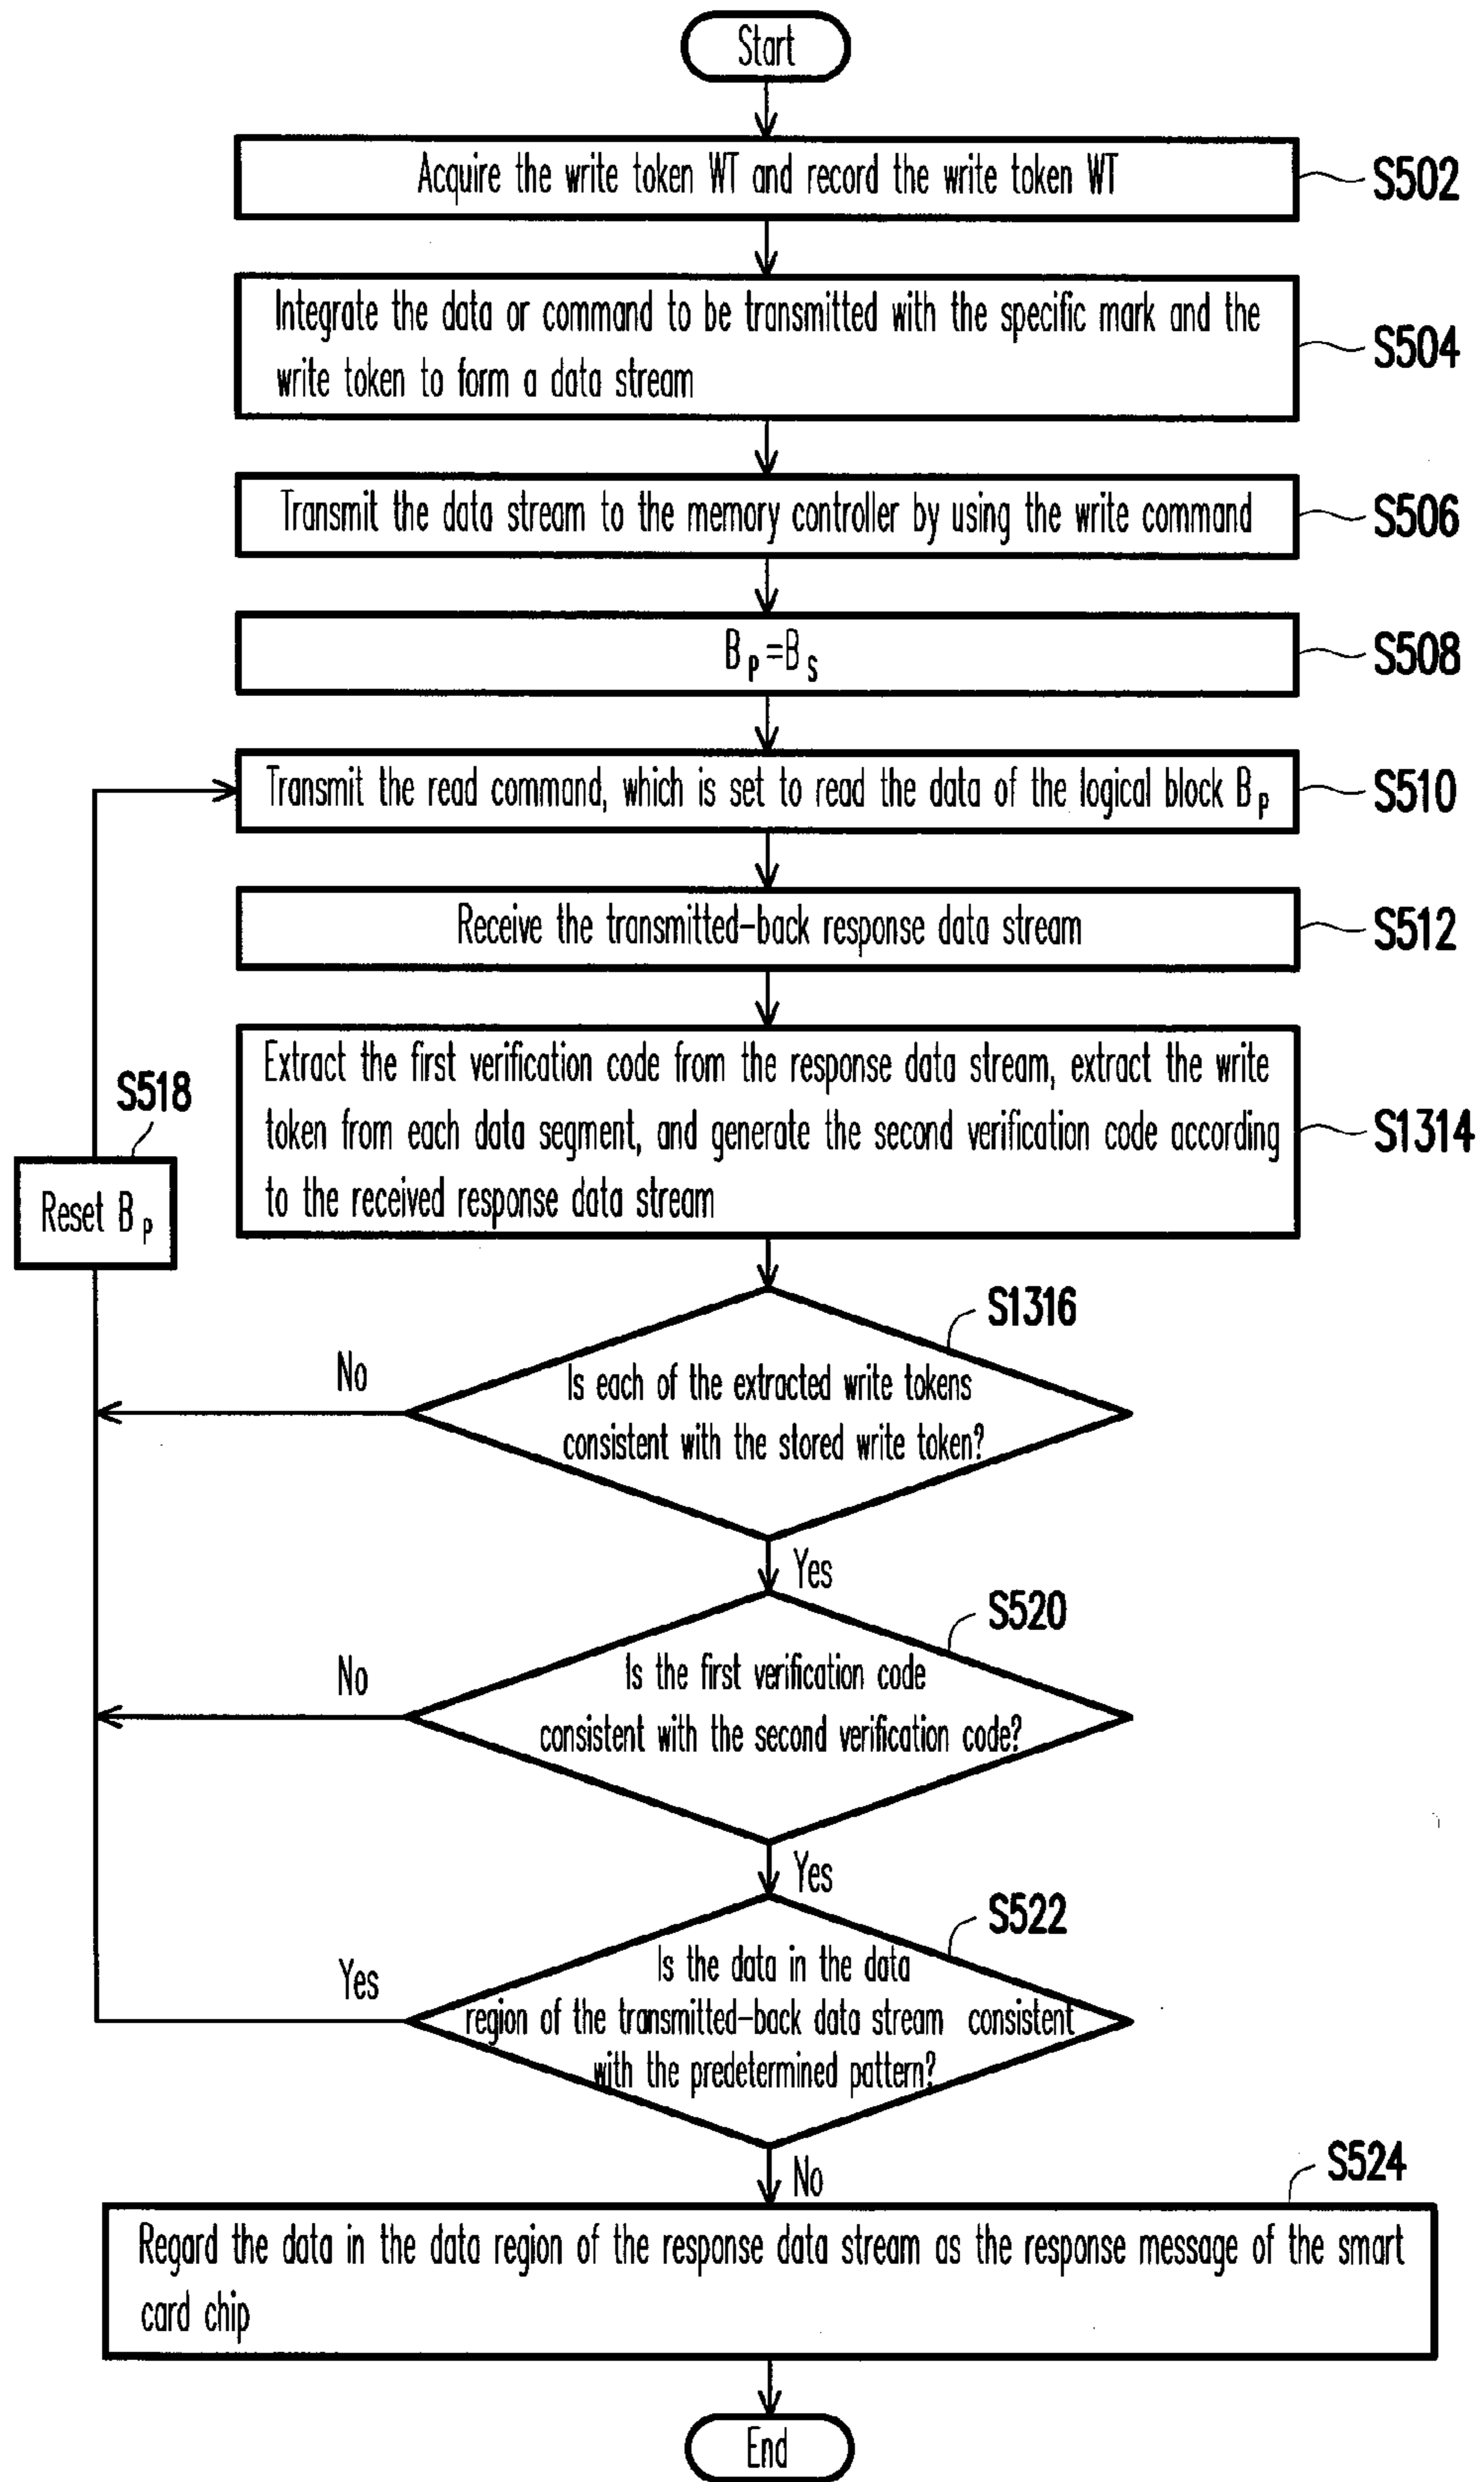 Start
Acquire the write token WT and record the write token WT
S502
Integrate the data or command to be transmitted with the specific mark and the
write token to form a data stream
S504
Transmit the data stream to the memory controller by using the write command
S506
BP=BS
S508
Transmit the read command, which is set to read the data of the logical block BP
S510
Receive the transmitted-back response data stream
S512
Extract the first verification code from the response data stream, extract the write
token from each data segment, and generate the second verification code according
to the received response data stream
S1314
S518
Reset BP
S1316
No
Is each of the extracted write tokens
consistent with the stored write token?
Yes
S520
No
Is the first verification code
consistent with the second verification code?
Yes
S522
Yes
Is the data in the data
region of the transmitted-back data stream consistent
with the predetermined pattern?
No
S524
Regard the data in the data region of the response data stream as the response message of the smart
card chip
End